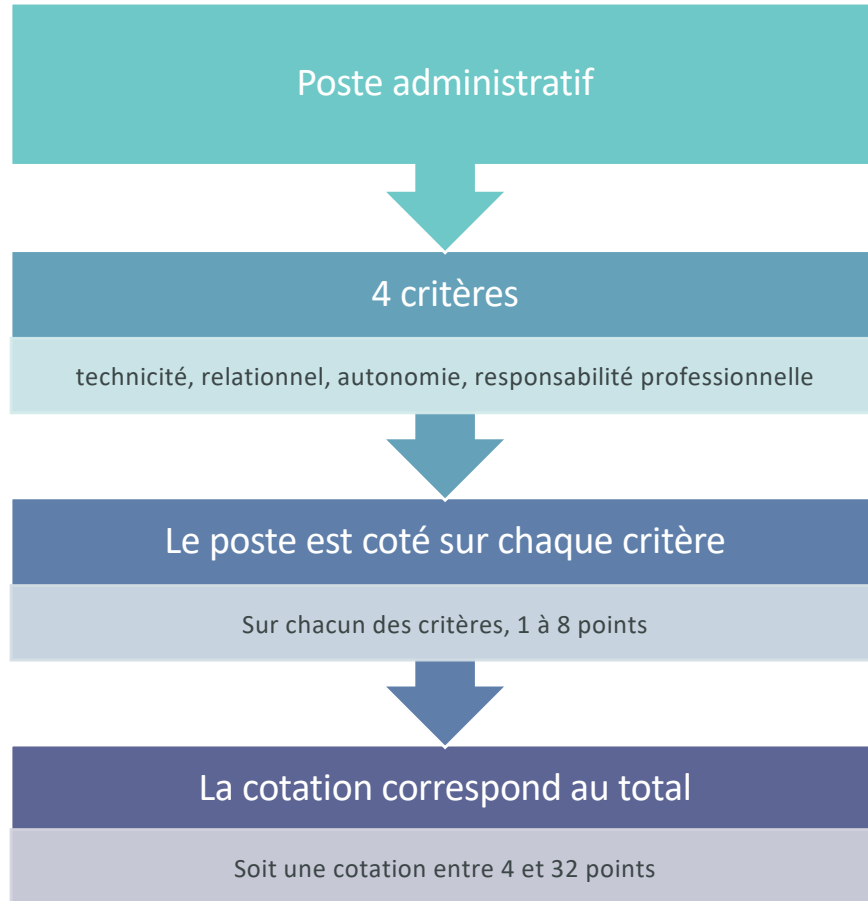 Poste administratif
4 critères
technicité, relationnel, autonomie, responsabilité professionnelle
Le poste est coté sur chaque critère
Sur chacun des critères, 1 à 8 points
La cotation correspond au total
Soit une cotation entre 4 et 32 points